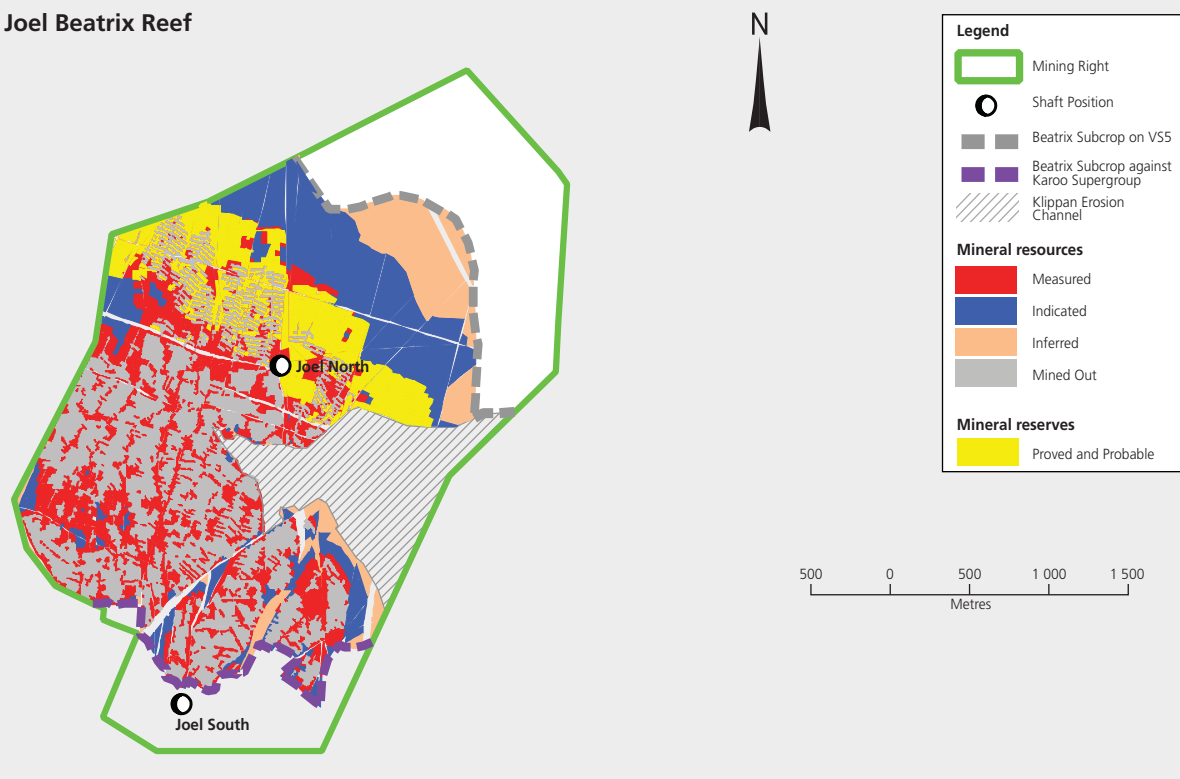 Joel Beatrix Reef
N
Joel North
Joel South
Legend
Mining Right
Shaft Position
Beatrix Subcrop on VS5
Beatrix Subcrop against
Karoo Supergroup
Klippan Erosion
Channel
Mineral resources
Measured
Indicated
Inferred
Mined Out
Mineral reserves
Proved and Probable
500 0 500 1 000 1 500
Metres